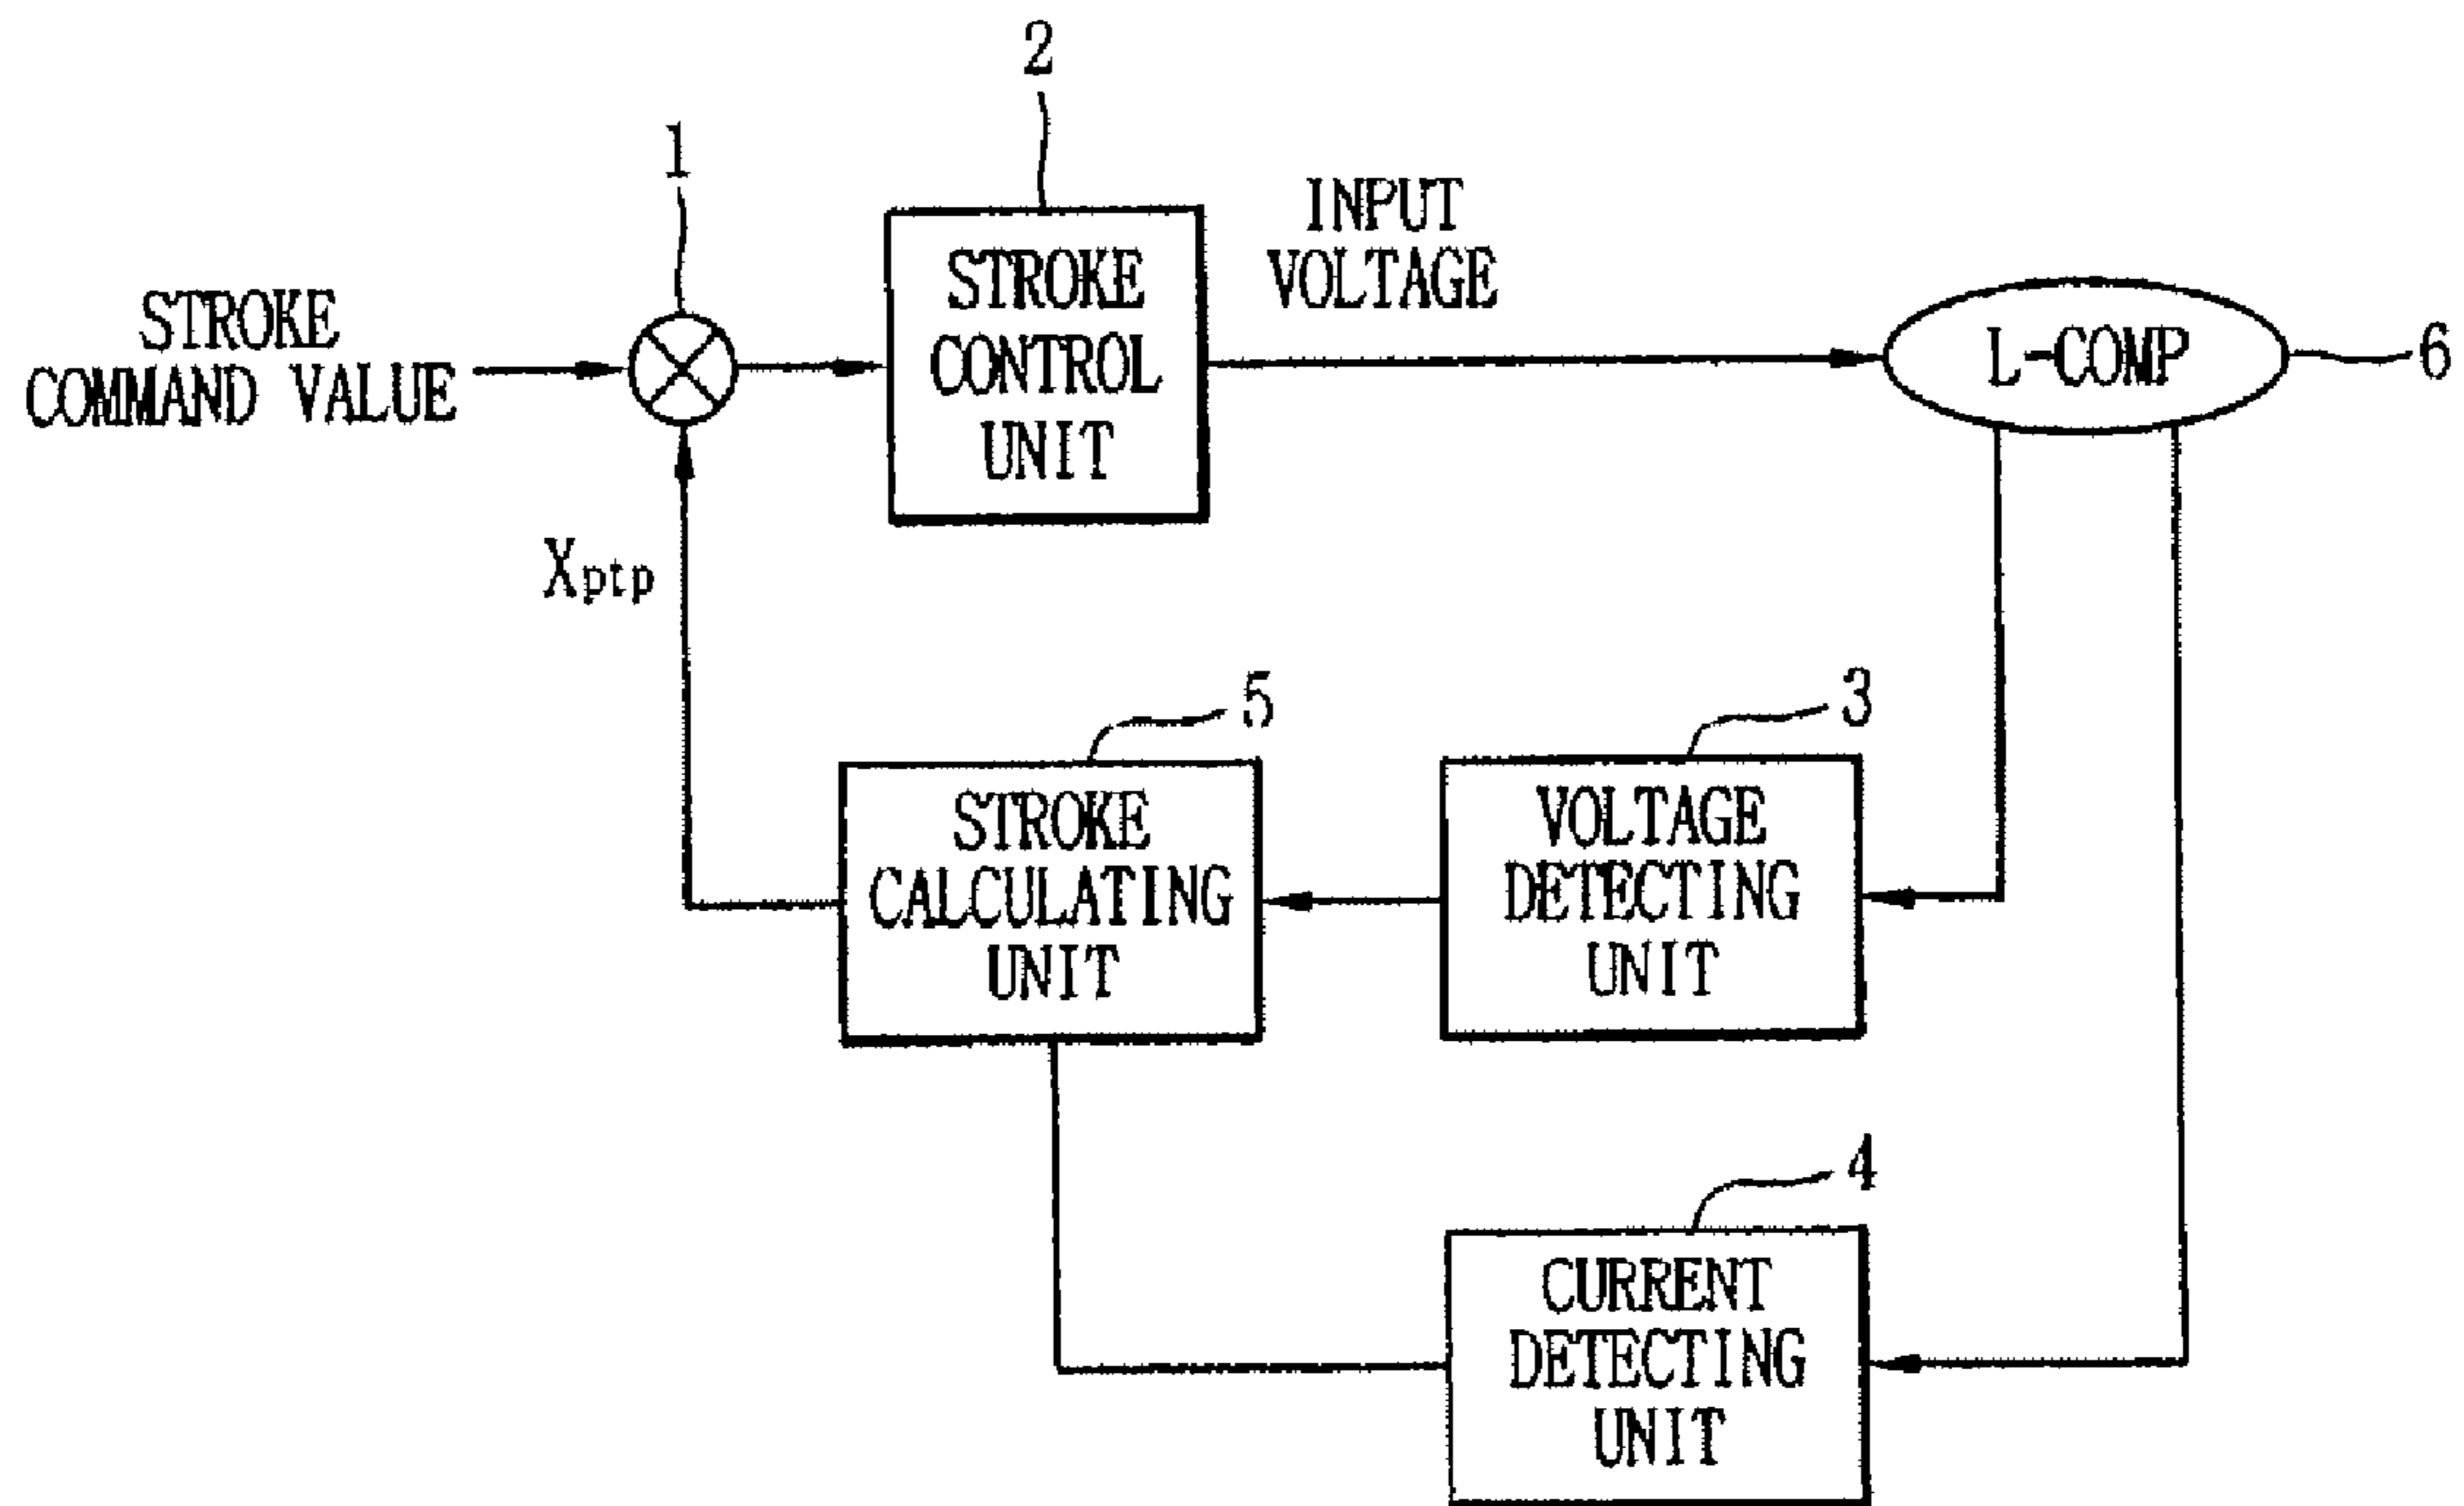 2
1
INPUT
VOLTAGE
STROKE
COMMAND VALUE
STROKE
CONTROL
UNIT
L-COMP
6
Xptp
5
3
STROKE
CALCULATING
UNIT
VOLTAGE
DETECTING
UNIT
4
CURRENT
DETECTING
UNIT